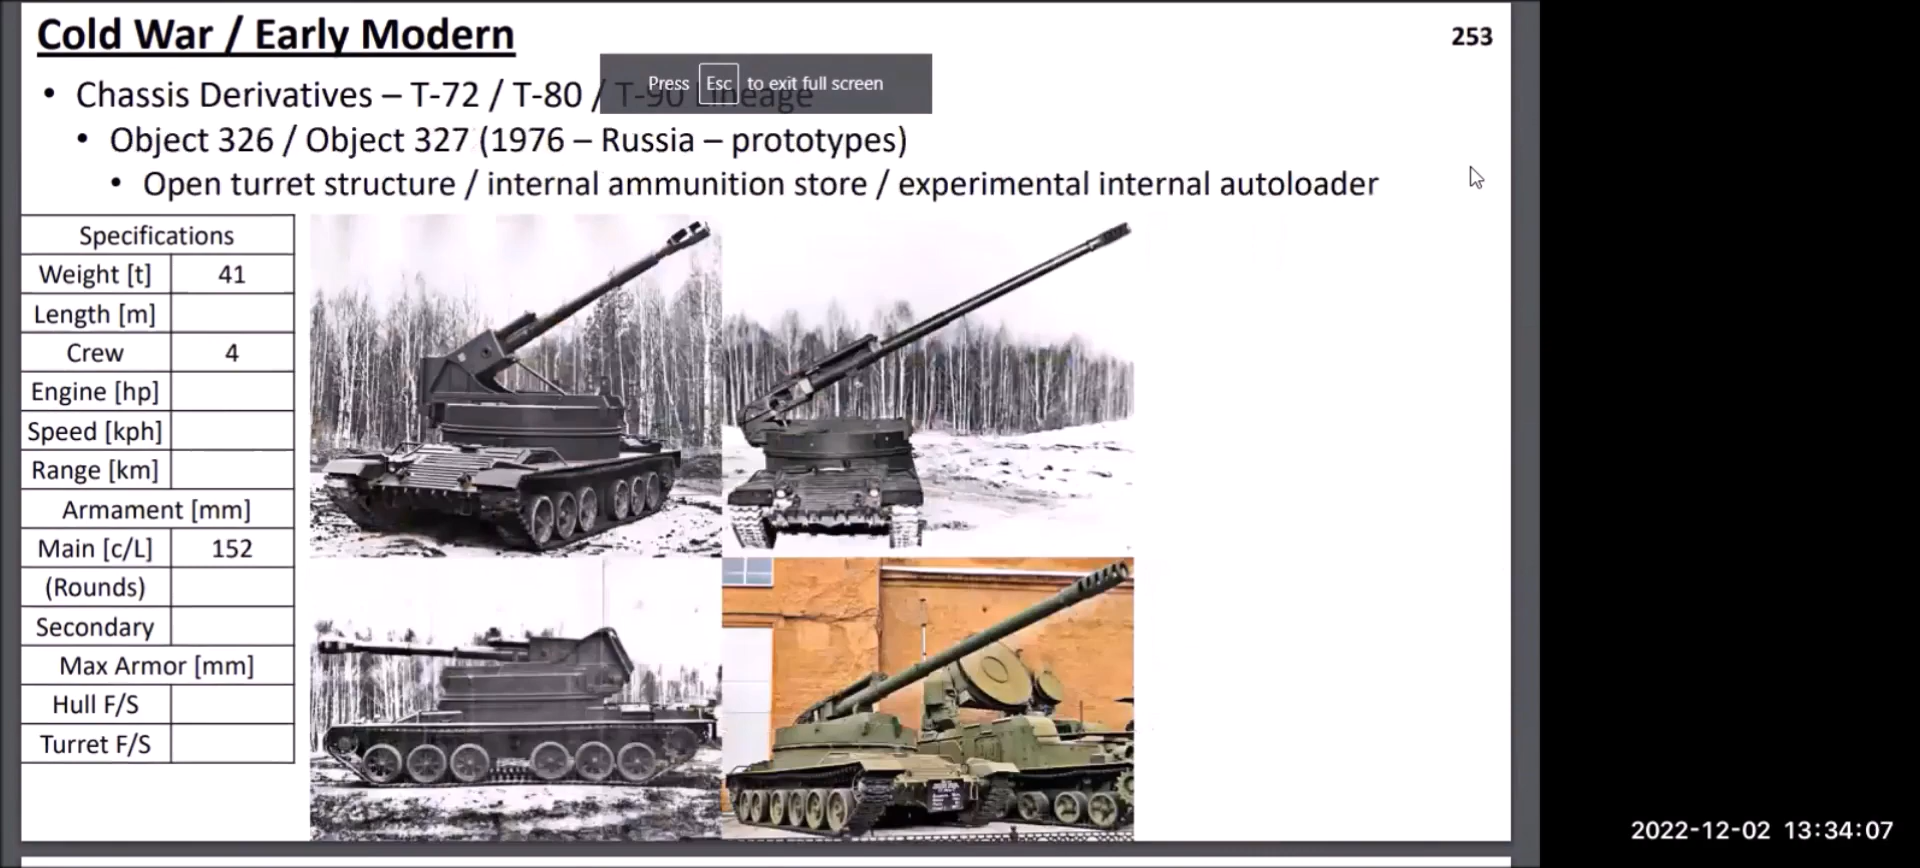 Cold War / Early Modern
253
Press Esc to exit full screen
• Chassis Derivatives – T-72 / T-80 / T-90 Lineage
• Object 326 / Object 327 (1976 – Russia – prototypes)
• Open turret structure / internal ammunition store / experimental internal autoloader
Specifications
Weight [t] 41
Length [m]
Crew 4
Engine [hp]
Speed [kph]
Range [km]
Armament [mm]
Main [c/L] 152
(Rounds)
Secondary
Max Armor [mm]
Hull F/S
Turret F/S
2022-12-02 13:34:07